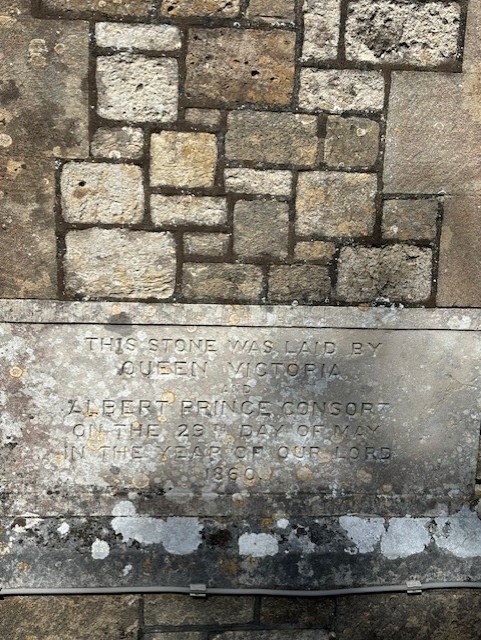 THIS STONE WAS LAID BY
QUEEN VICTORIA
AND
ALBERT PRINCE CONSORT
ON THE 29TH DAY OF MAY
IN THE YEAR OF OUR LORD
1860.